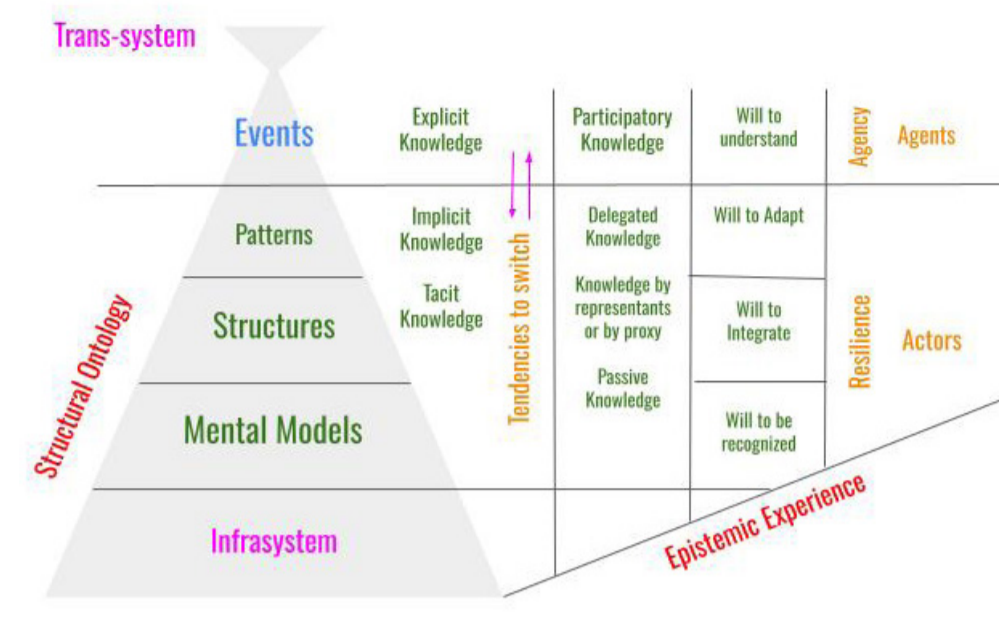 Trans-system
Events
Explicit
Knowledge
Participatory
Knowledge
Will to
understand
Agency
Agents
Patterns
Implicit
Knowledge
Delegated
Knowledge
Will to Adapt
Structural Ontology
Structures
Tacit
Knowledge
Tendencies to switch
Knowledge by
representants
or by proxy
Will to
Integrate
Resilience
Actors
Mental Models
Passive
Knowledge
Will to be
recognized
Infrasystem
Epistemic Experience